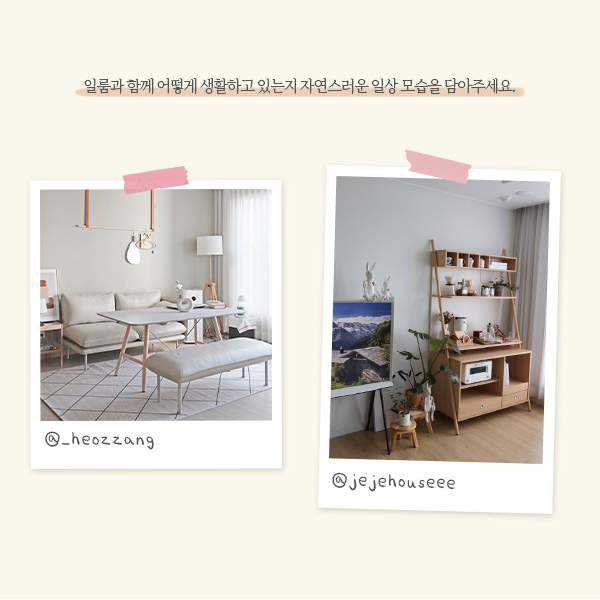 일룸과 함께 어떻게 생활하고 있는지 자연스러운 일상 모습을 담아주세요.
@_heozzang
@jejehouseee